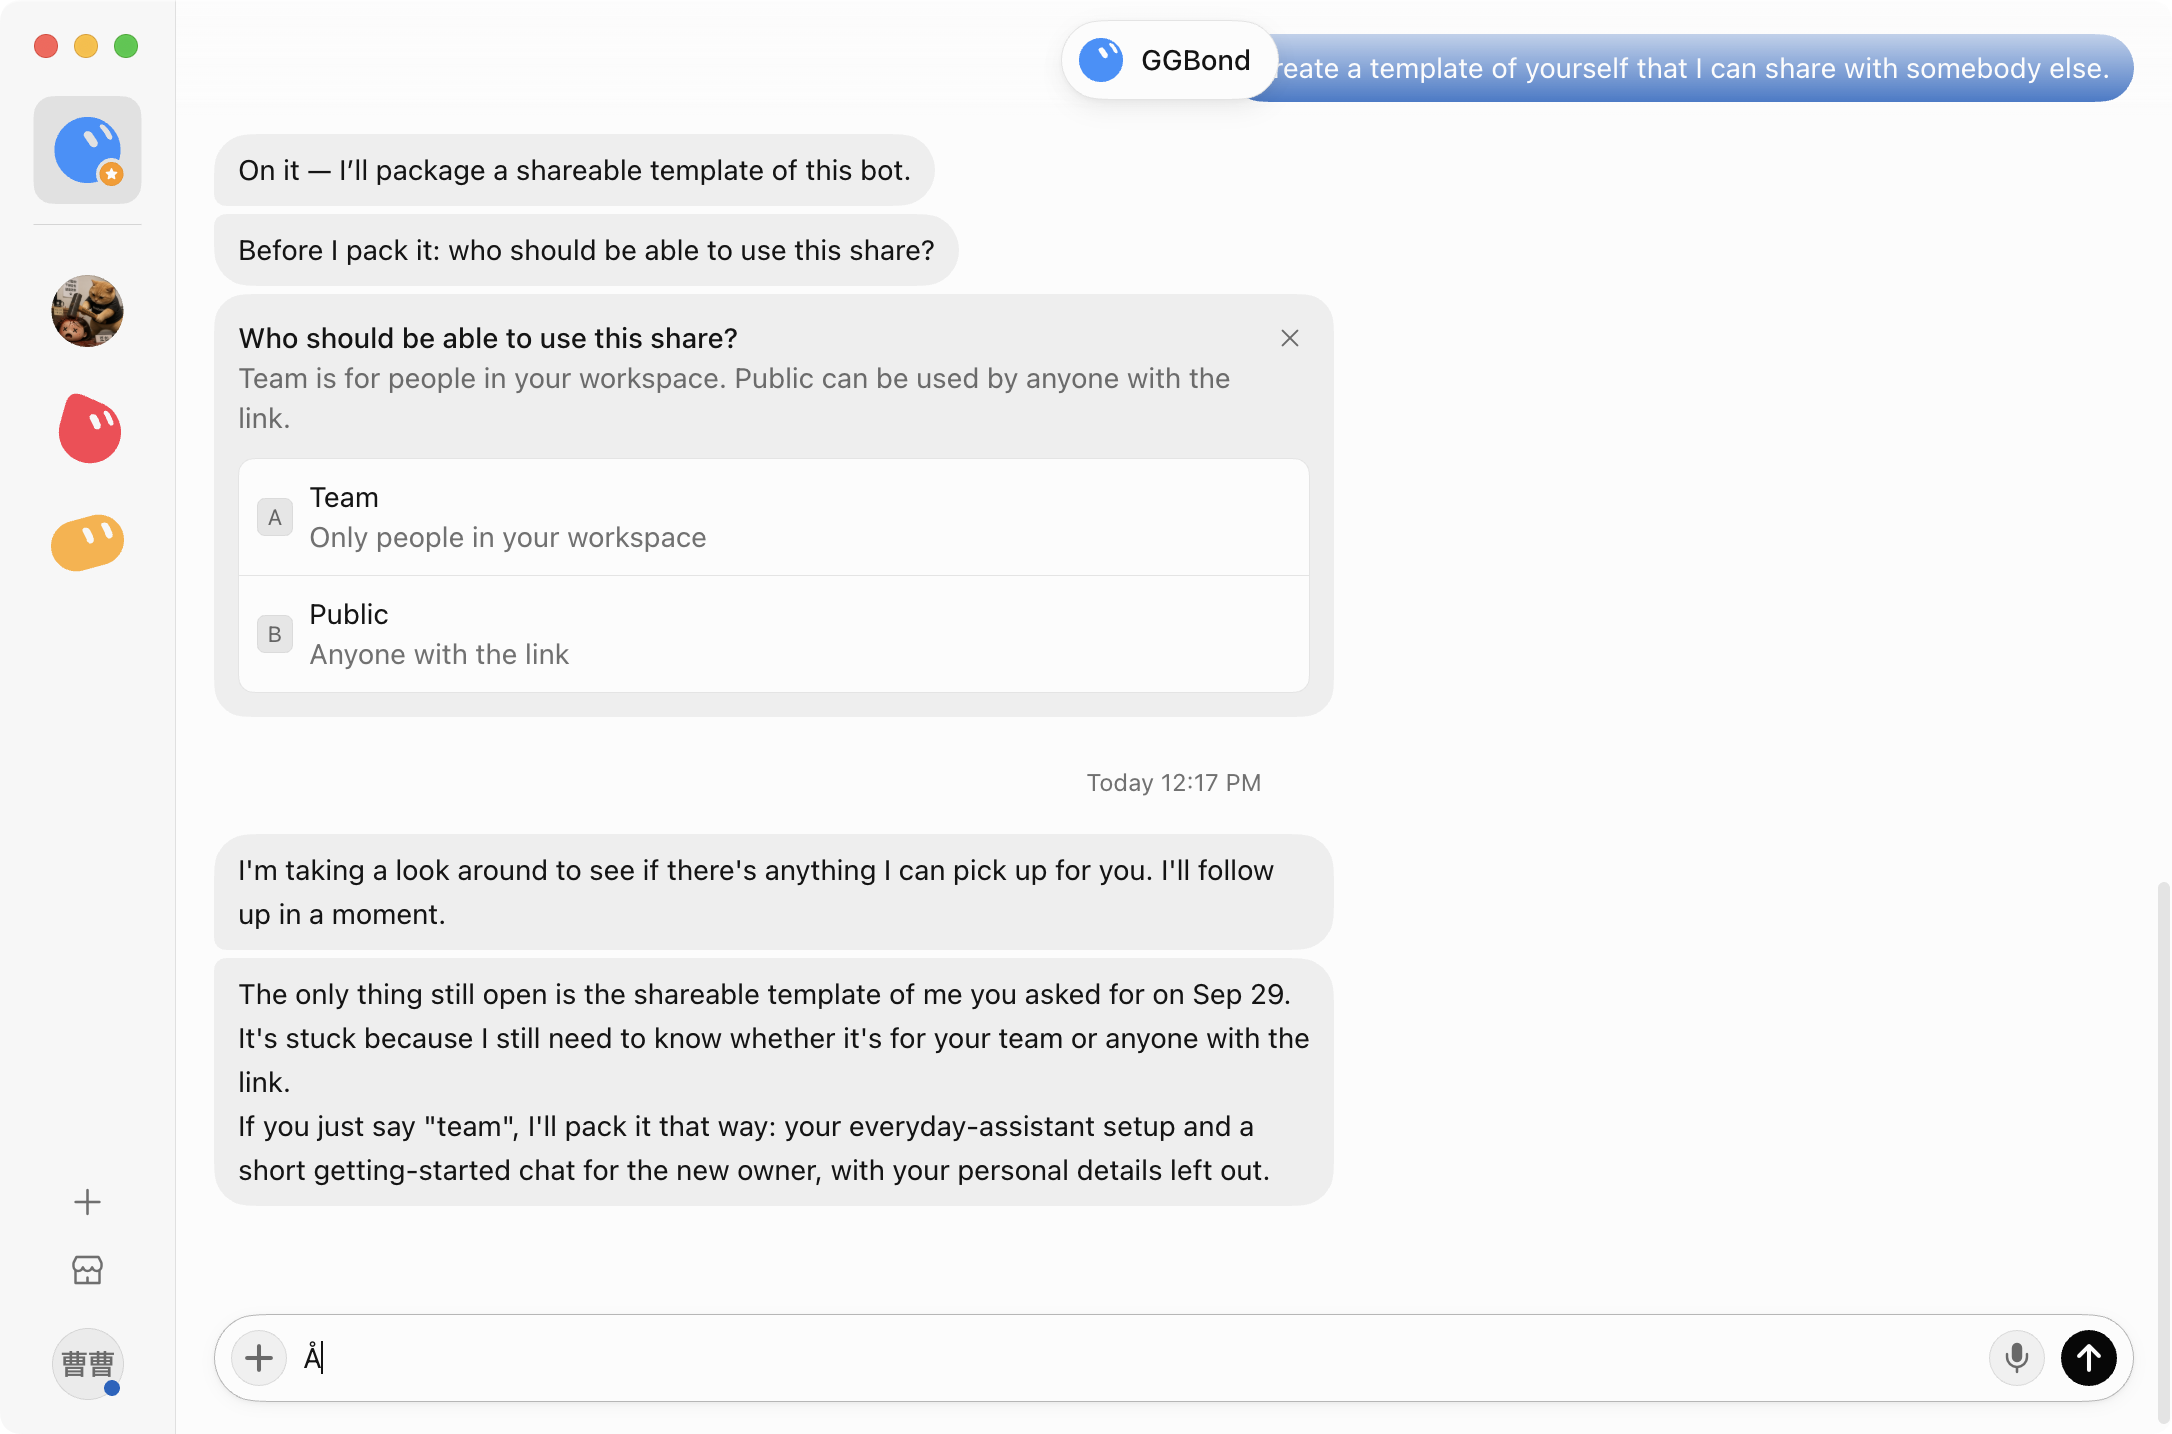 GGBond
reate a template of yourself that I can share with somebody else.
On it — I’ll package a shareable template of this bot.
Before I pack it: who should be able to use this share?
Who should be able to use this share?
Team is for people in your workspace. Public can be used by anyone with the
link.
A
Team
Only people in your workspace
B
Public
Anyone with the link
Today 12:17 PM
I'm taking a look around to see if there's anything I can pick up for you. I'll follow
up in a moment.
The only thing still open is the shareable template of me you asked for on Sep 29.
It's stuck because I still need to know whether it's for your team or anyone with the
link.
If you just say "team", I'll pack it that way: your everyday-assistant setup and a
short getting-started chat for the new owner, with your personal details left out.
Å
曹曹